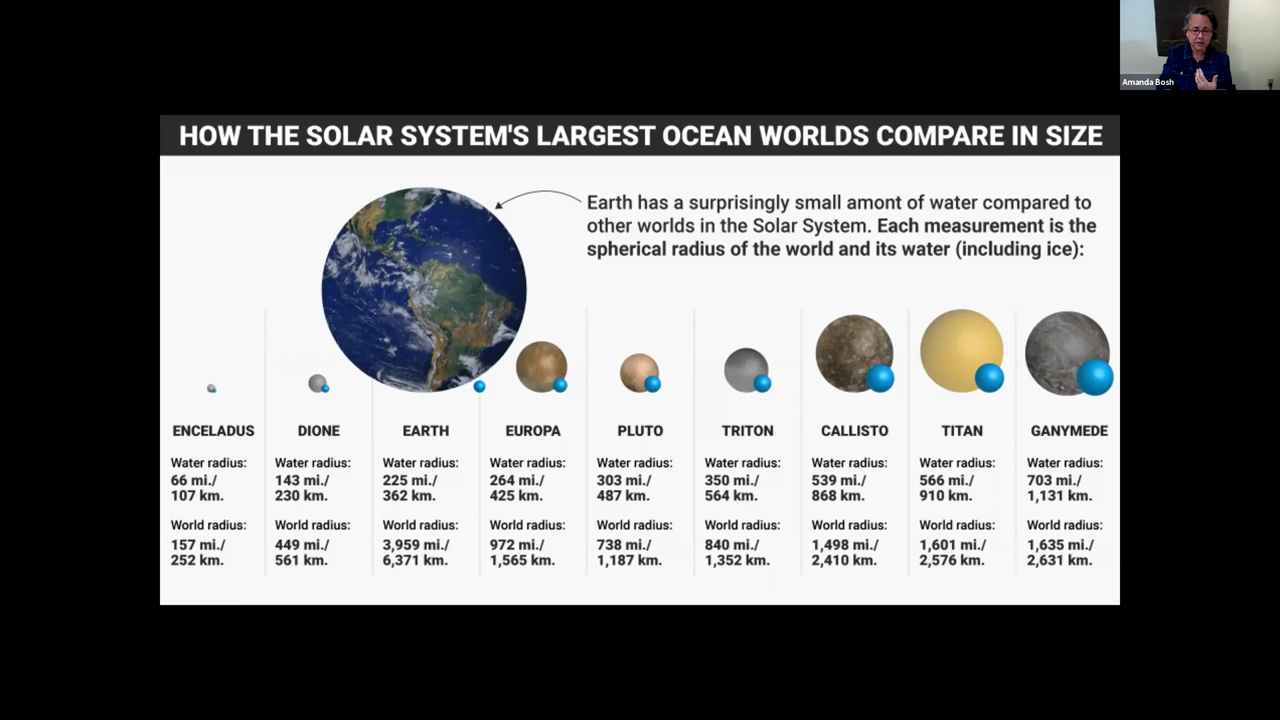 Amanda Bosh
HOW THE SOLAR SYSTEM'S LARGEST OCEAN WORLDS COMPARE IN SIZE
Earth has a surprisingly small amont of water compared to
other worlds in the Solar System. Each measurement is the
spherical radius of the world and its water (including ice):
ENCELADUS
Water radius:
66 mi./
107 km.
World radius:
157 mi./
252 km.
DIONE
Water radius:
143 mi./
230 km.
World radius:
449 mi./
561 km.
EARTH
Water radius:
225 mi./
362 km.
World radius:
3,959 mi./
6,371 km.
EUROPA
Water radius:
264 mi./
425 km.
World radius:
972 mi./
1,565 km.
PLUTO
Water radius:
303 mi./
487 km.
World radius:
738 mi./
1,187 km.
TRITON
Water radius:
350 mi./
564 km.
World radius:
840 mi./
1,352 km.
CALLISTO
Water radius:
539 mi./
868 km.
World radius:
1,498 mi./
2,410 km.
TITAN
Water radius:
566 mi./
910 km.
World radius:
1,601 mi./
2,576 km.
GANYMEDE
Water radius:
703 mi./
1,131 km.
World radius:
1,635 mi./
2,631 km.